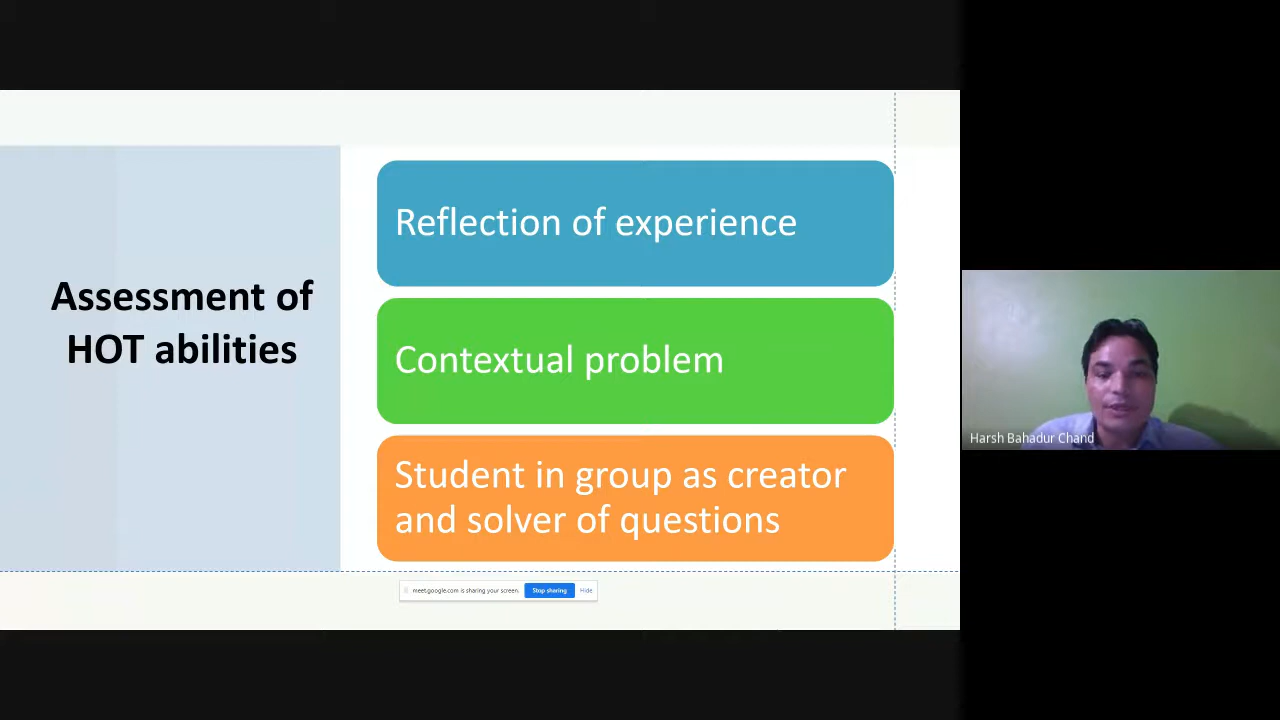 Assessment of
HOT abilities
Reflection of experience
Contextual problem
Student in group as creator
and solver of questions
meet.google.com is sharing your screen. Stop sharing Hide
Harsh Bahadur Chand